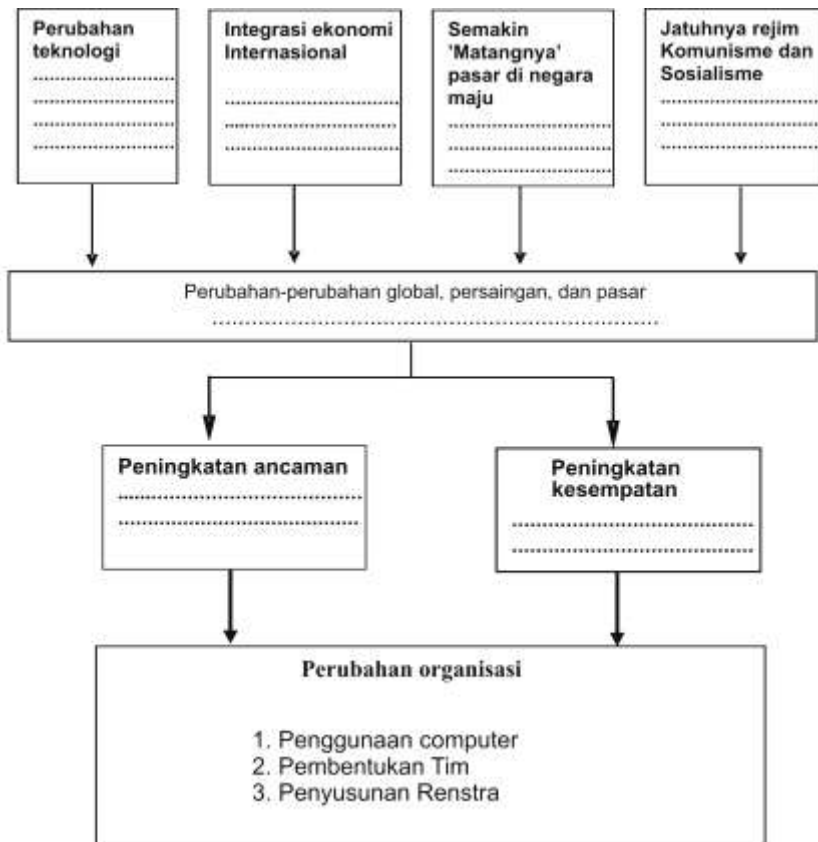 Perubahan
teknologi
Integrasi ekonomi
Internasional
Semakin
'Matangnya'
pasar di negara
maju
Jatuhnya rejim
Komunisme dan
Sosialisme
Perubahan-perubahan global, persaingan, dan pasar
Peningkatan ancaman
Peningkatan
kesempatan
Perubahan organisasi
1. Penggunaan computer
2. Pembentukan Tim
3. Penyusunan Renstra